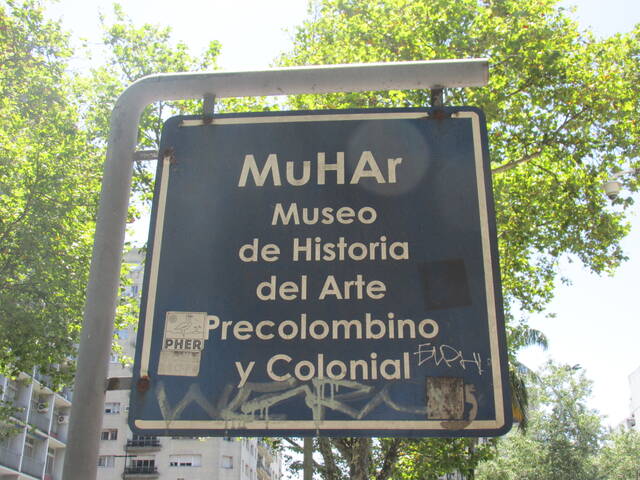 MuHAr
Museo
de Historia
del Arte
Precolombino
y Colonial
PHER